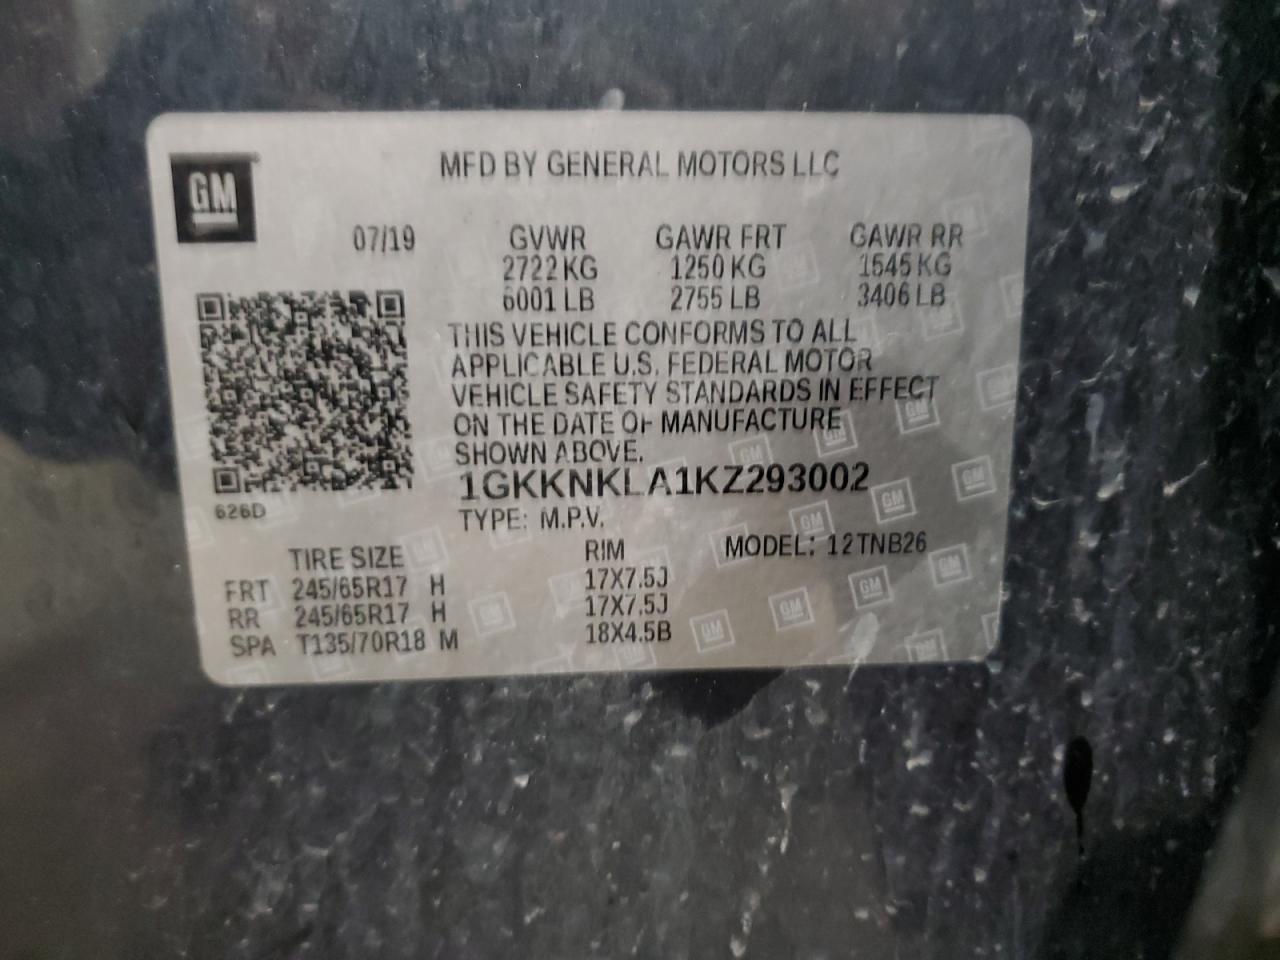 GM
MFD BY GENERAL MOTORS LLC
07/19 GVWR GAWR FRT GAWR RR
2722 KG 1250 KG 1545 KG
6001 LB 2755 LB 3406 LB
THIS VEHICLE CONFORMS TO ALL
APPLICABLE U.S. FEDERAL MOTOR
VEHICLE SAFETY STANDARDS IN EFFECT
ON THE DATE OF MANUFACTURE
SHOWN ABOVE.
1GKKNKLA1KZ293002
626D
TYPE: M.P.V.
TIRE SIZE RIM MODEL: 12TNB26
FRT 245/65R17 H 17X7.5J
RR 245/65R17 H 17X7.5J
SPA T135/70R18 M 18X4.5B